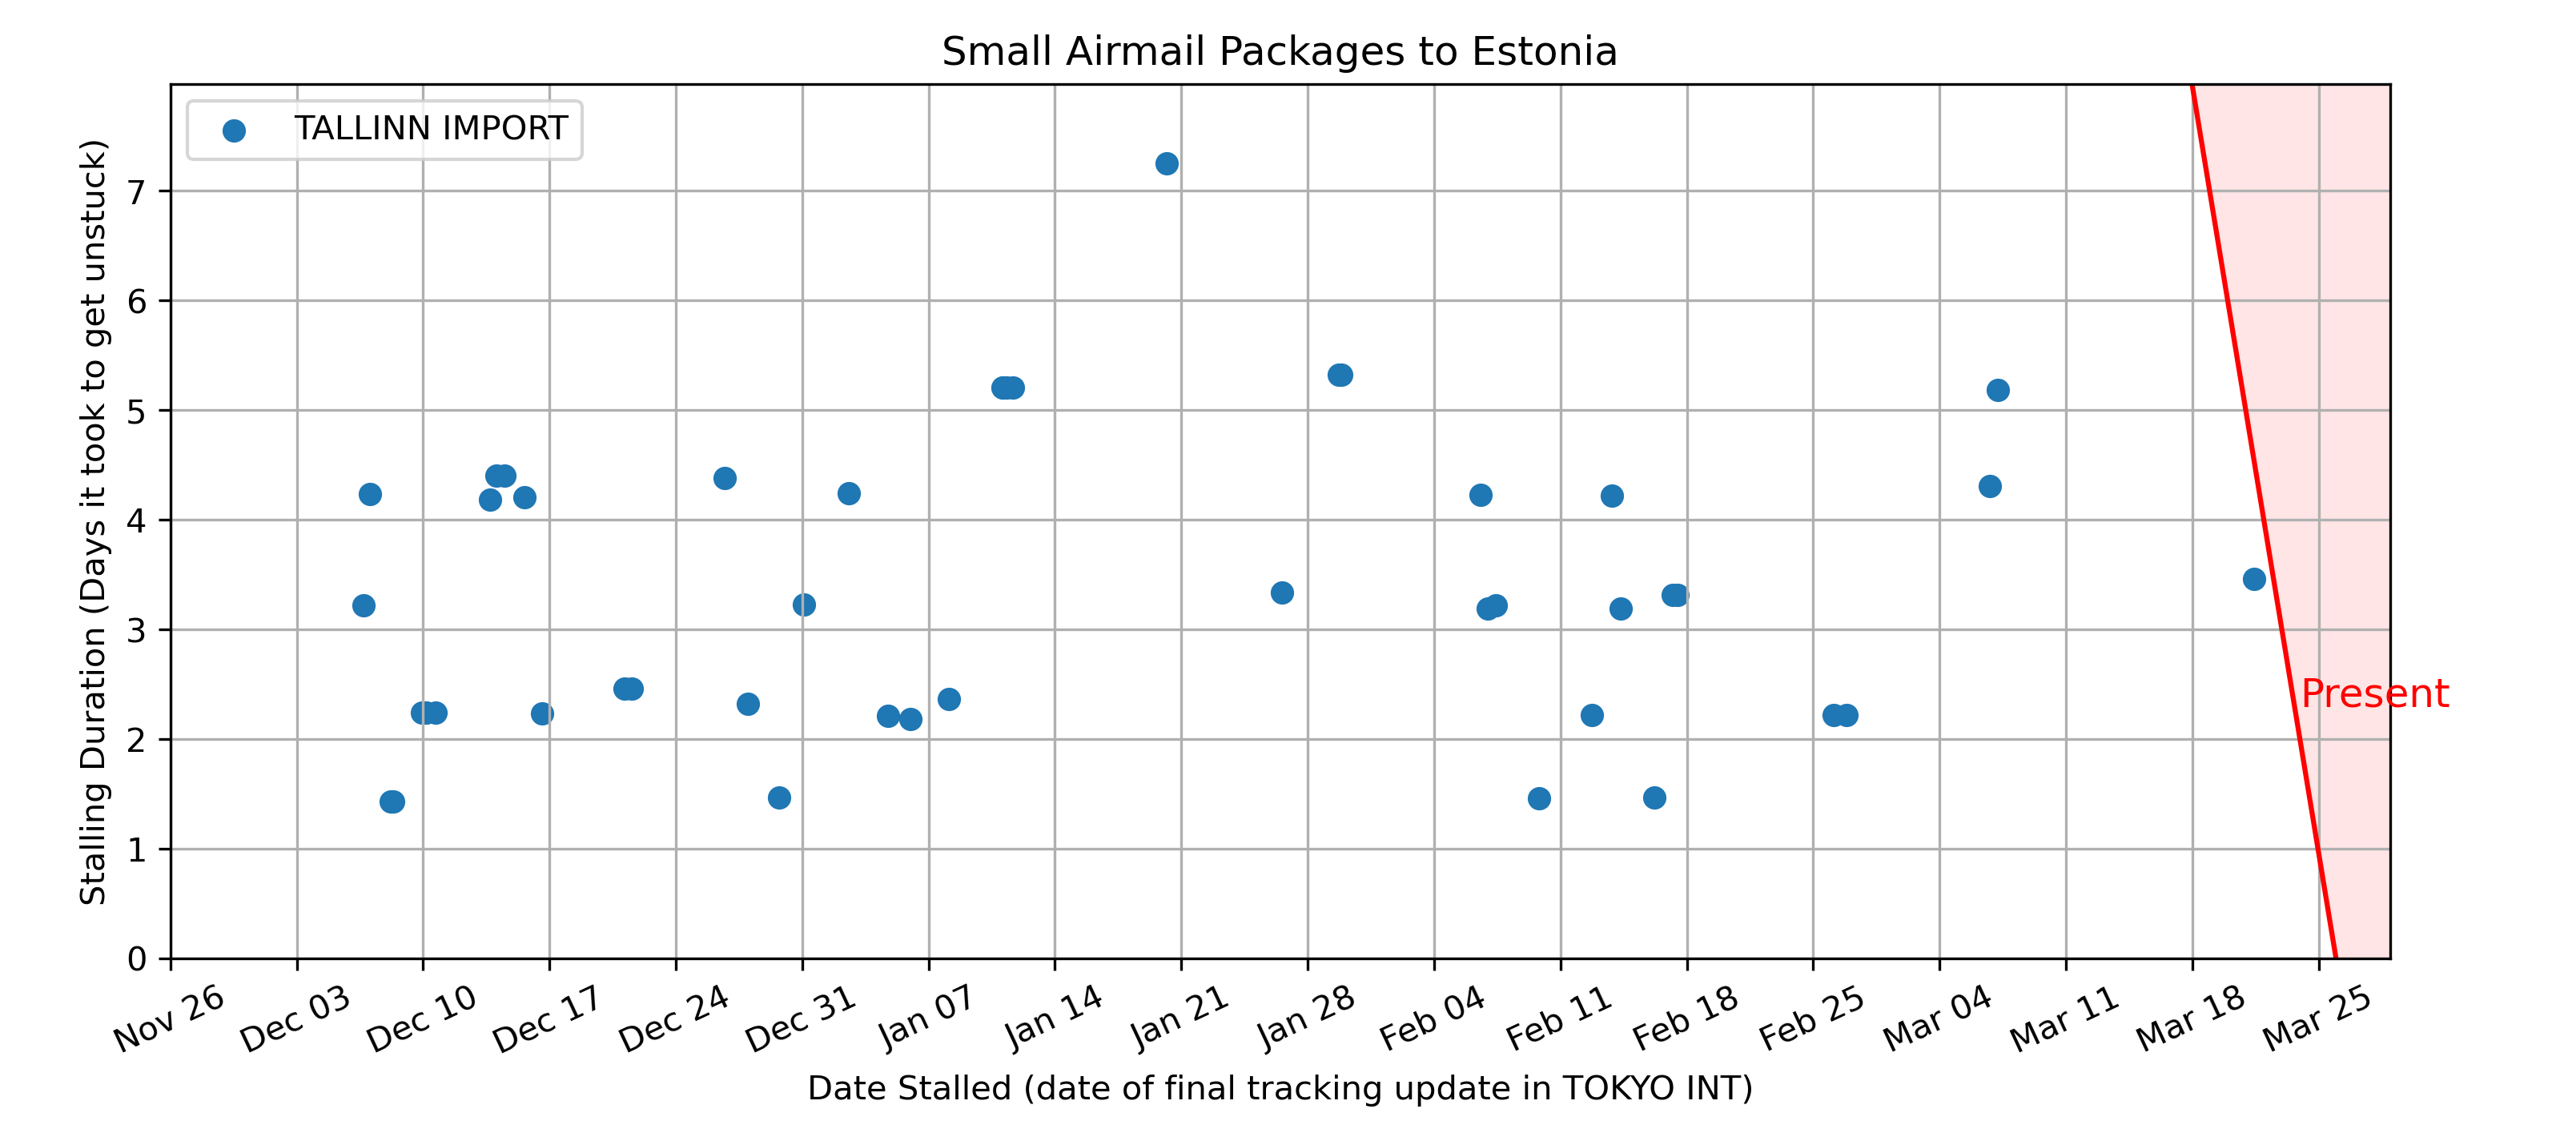 Small Airmail Packages to Estonia
TALLINN IMPORT
Stalling Duration (Days it took to get unstuck)
7
6
5
4
3
2
1
0
Present
Nov 26
Dec 03
Dec 10
Dec 17
Dec 24
Dec 31
Jan 07
Jan 14
Jan 21
Jan 28
Feb 04
Feb 11
Feb 18
Feb 25
Mar 04
Mar 11
Mar 18
Mar 25
Date Stalled (date of final tracking update in TOKYO INT)